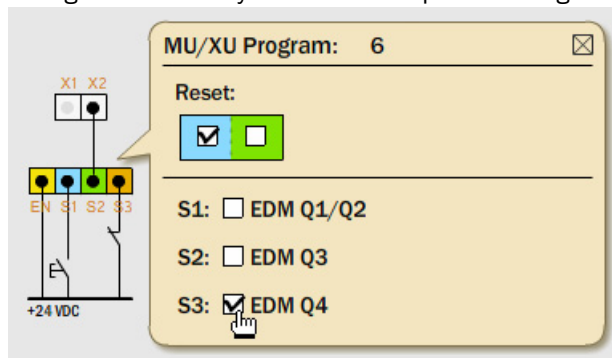 MU/XU Program: 6
Reset:
S1: EDM Q1/Q2
S2: EDM Q3
S3: EDM Q4
X1 X2
EN S1 S2 S3
E
+24 VDC